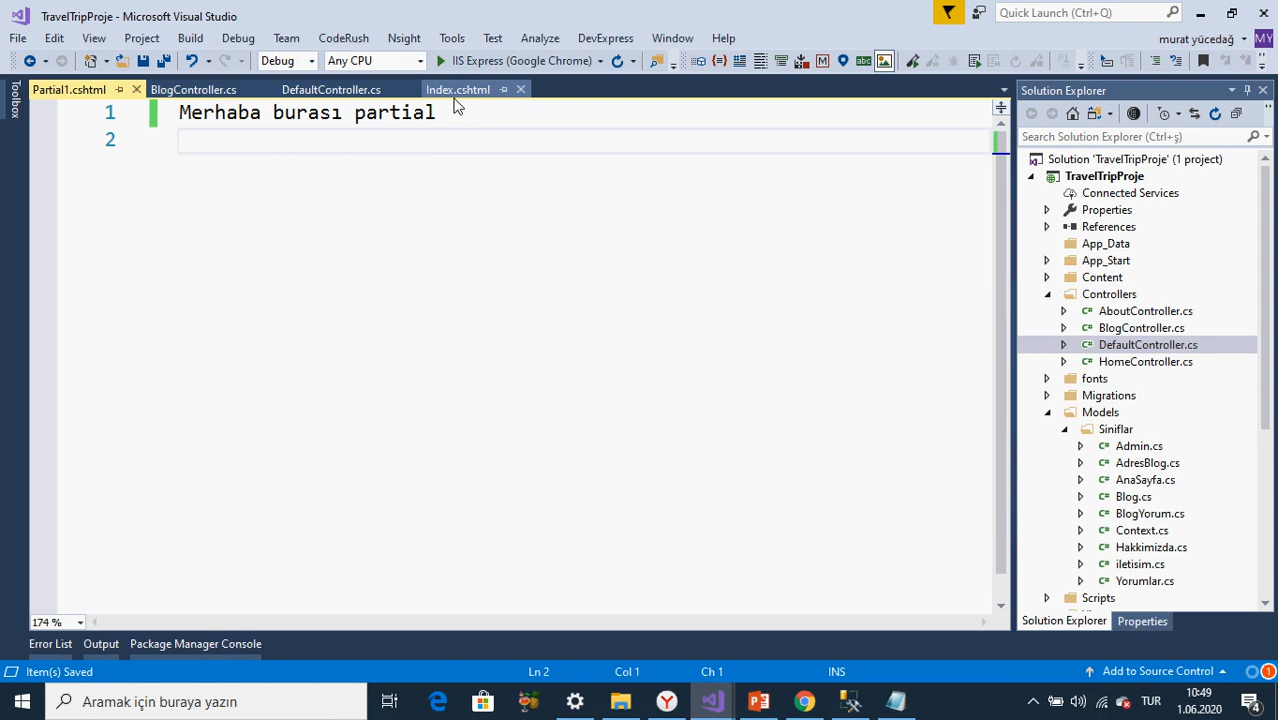 TravelTripProje - Microsoft Visual Studio
Quick Launch (Ctrl+Q)
File Edit View Project Build Debug Team CodeRush Nsight Tools Test Analyze DevExpress Window Help
murat yücedağ
MY
Debug Any CPU IIS Express (Google Chrome)
Toolbox
Partial1.cshtml BlogController.cs DefaultController.cs Index.cshtml
1 Merhaba burası partial
2
Solution Explorer
Search Solution Explorer (Ctrl+ş)
Solution 'TravelTripProje' (1 project)
TravelTripProje
Connected Services
Properties
References
App_Data
App_Start
Content
Controllers
C# AboutController.cs
C# BlogController.cs
C# DefaultController.cs
C# HomeController.cs
fonts
Migrations
Models
Siniflar
C# Admin.cs
C# AdresBlog.cs
C# AnaSayfa.cs
C# Blog.cs
C# BlogYorum.cs
C# Context.cs
C# Hakkimizda.cs
C# iletisim.cs
C# Yorumlar.cs
Scripts
Solution Explorer Properties
174 %
Error List Output Package Manager Console
Item(s) Saved Ln 2 Col 1 Ch 1 INS Add to Source Control 1
Aramak için buraya yazın
TUR
10:49
1.06.2020
4